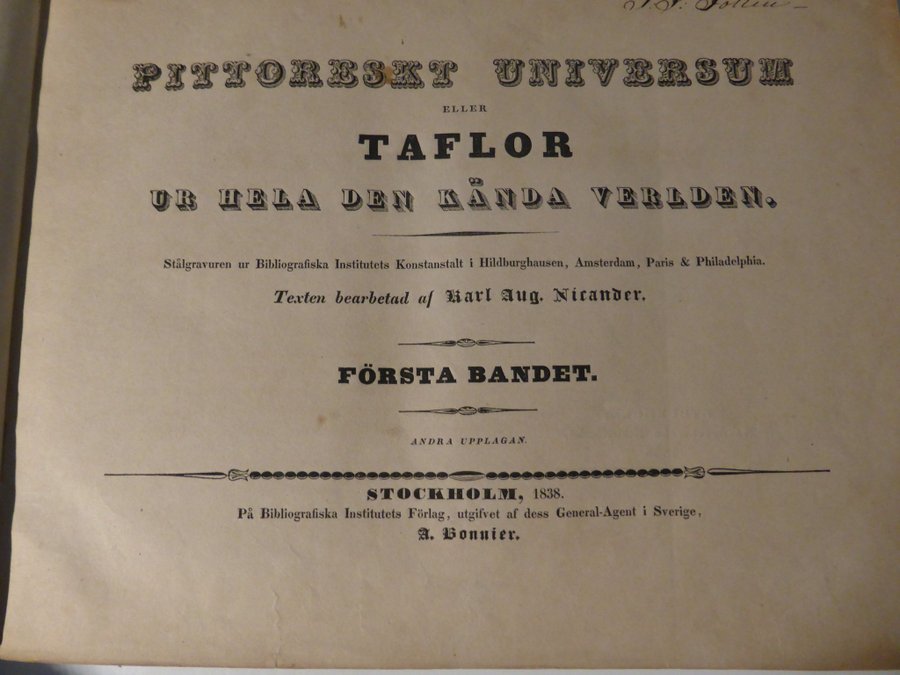 PITTORESKT UNIVERSUM
ELLER
TAFLOR
UR HELA DEN KÄNDA VERLDEN.
Stålgravuren ur Bibliografiska Institutets Konstanstalt i Hildburghausen, Amsterdam, Paris & Philadelphia.
Texten bearbetad af Karl Aug. Nicander.
FÖRSTA BANDET.
ANDRA UPPLAGAN.
STOCKHOLM, 1838.
På Bibliografiska Institutets Förlag, utgifvet af dess General-Agent i Sverige,
A. Bonnier.